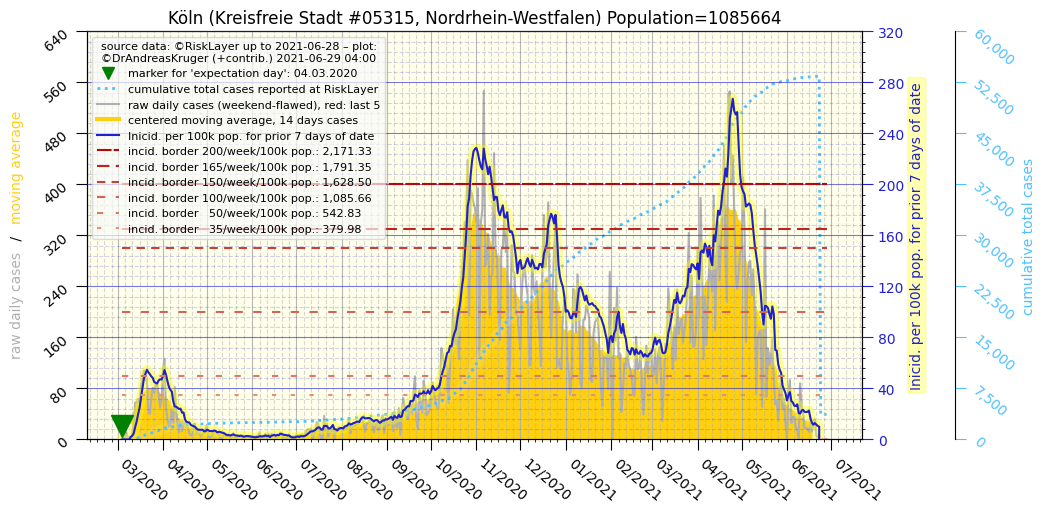 Köln (Kreisfreie Stadt #05315, Nordrhein-Westfalen) Population=1085664
source data: ©RiskLayer up to 2021-06-28 – plot:
©DrAndreasKruger (+contrib.) 2021-06-29 04:00
marker for 'expectation day': 04.03.2020
cumulative total cases reported at RiskLayer
raw daily cases (weekend-flawed), red: last 5
centered moving average, 14 days cases
Inicid. per 100k pop. for prior 7 days of date
incid. border 200/week/100k pop.: 2,171.33
incid. border 165/week/100k pop.: 1,791.35
incid. border 150/week/100k pop.: 1,628.50
incid. border 100/week/100k pop.: 1,085.66
incid. border   50/week/100k pop.: 542.83
incid. border   35/week/100k pop.: 379.98
raw daily cases / moving average
640
560
480
400
320
240
160
80
0
03/2020
04/2020
05/2020
06/2020
07/2020
08/2020
09/2020
10/2020
11/2020
12/2020
01/2021
02/2021
03/2021
04/2021
05/2021
06/2021
07/2021
320
280
240
200
160
120
80
40
0
Inicid. per 100k pop. for prior 7 days of date
60,000
52,500
45,000
37,500
30,000
22,500
15,000
7,500
0
cumulative total cases